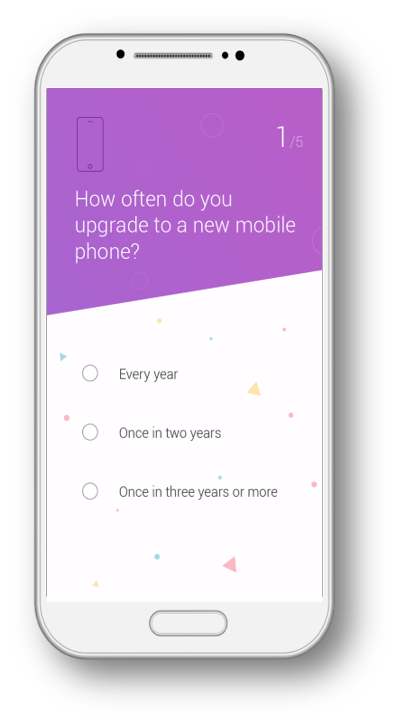 1/5
How often do you
upgrade to a new mobile
phone?
Every year
Once in two years
Once in three years or more